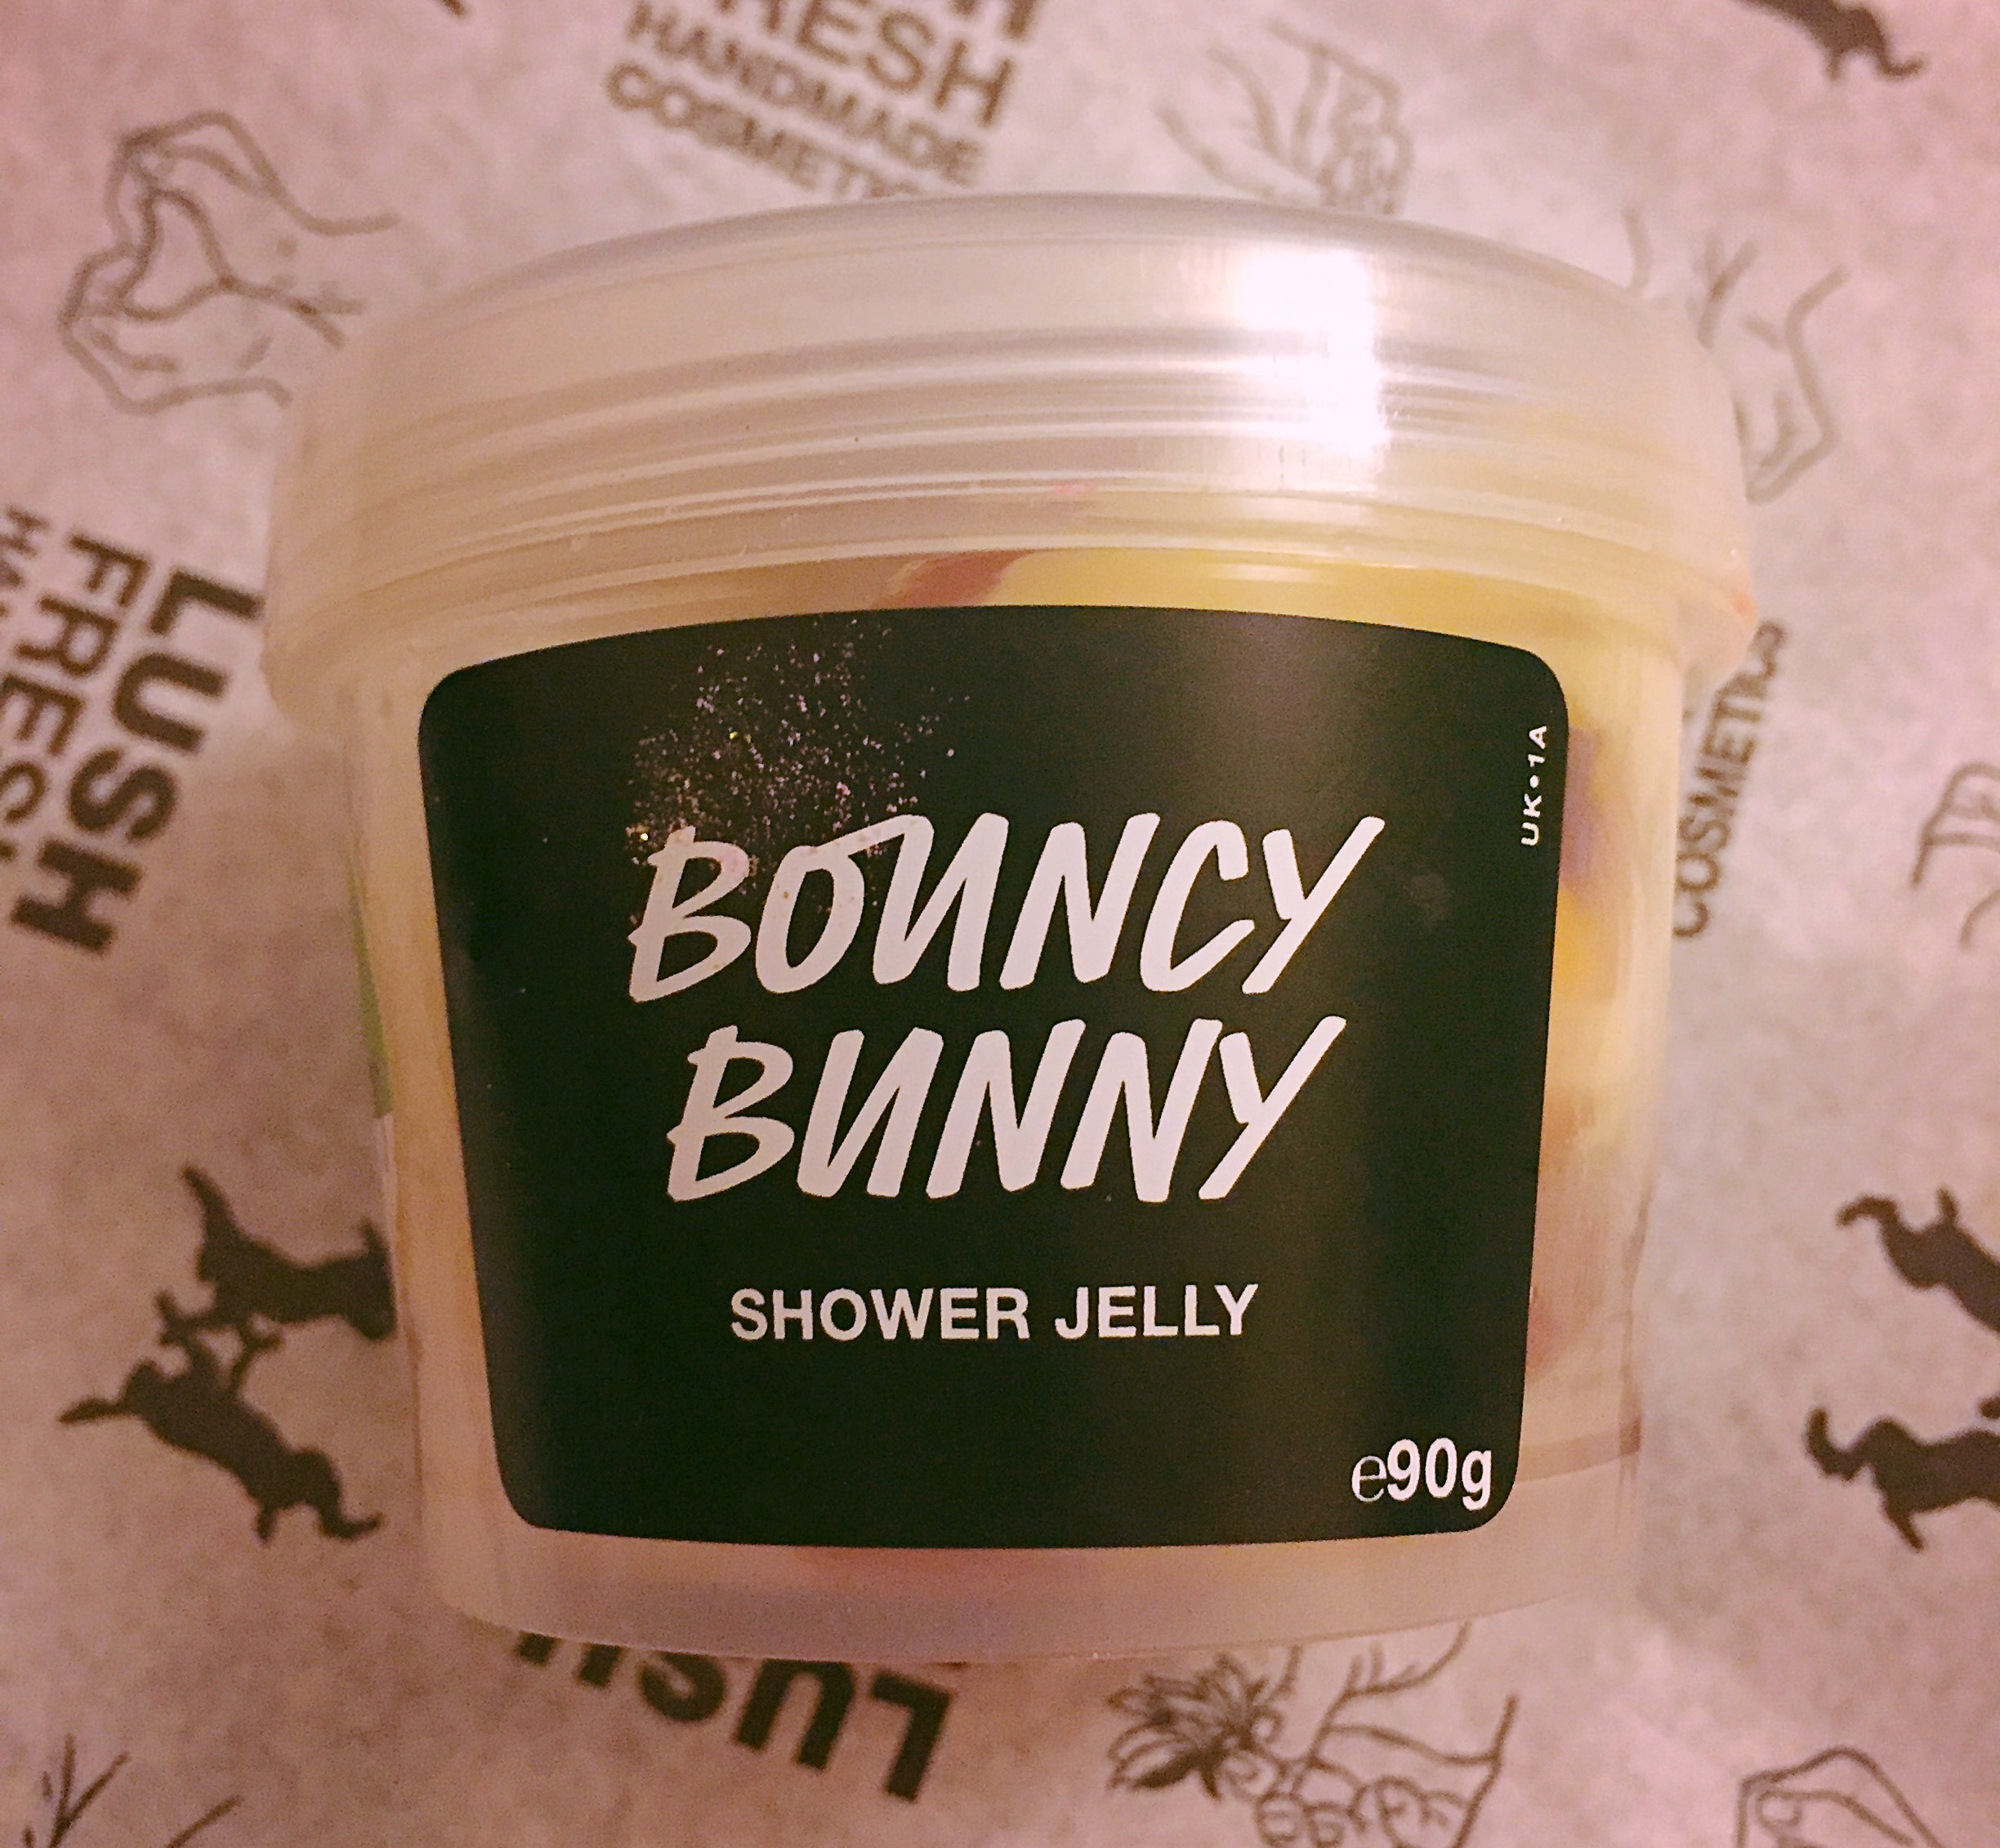 FRESH
HANDMADE
COSMETICS
LUSH
FRESH
UK•1A
COSMETICS
BOUNCY
BUNNY
SHOWER JELLY
e90g
LUSH